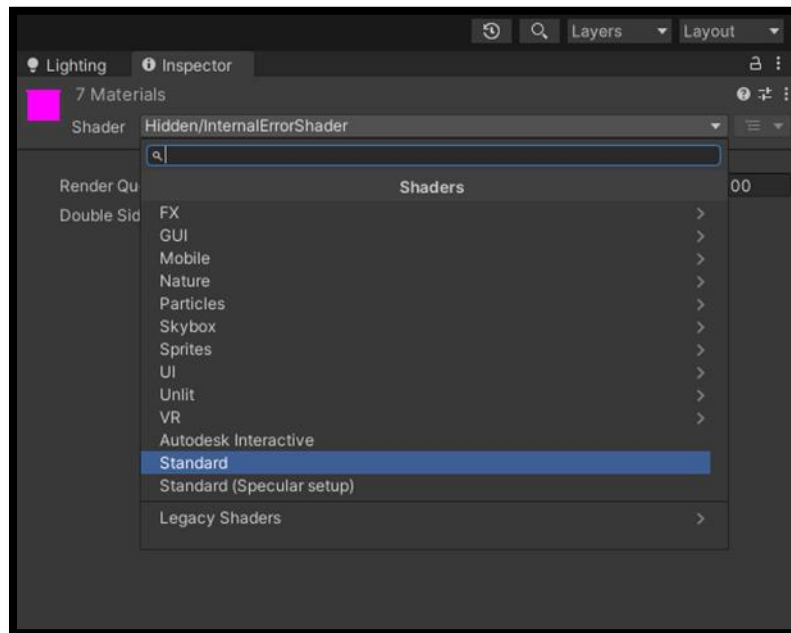 Layers Layout
Lighting Inspector
7 Materials
Shader Hidden/InternalErrorShader
Shaders
Render Qu 00
FX
Double Sid
GUI
Mobile
Nature
Particles
Skybox
Sprites
UI
Unlit
VR
Autodesk Interactive
Standard
Standard (Specular setup)
Legacy Shaders